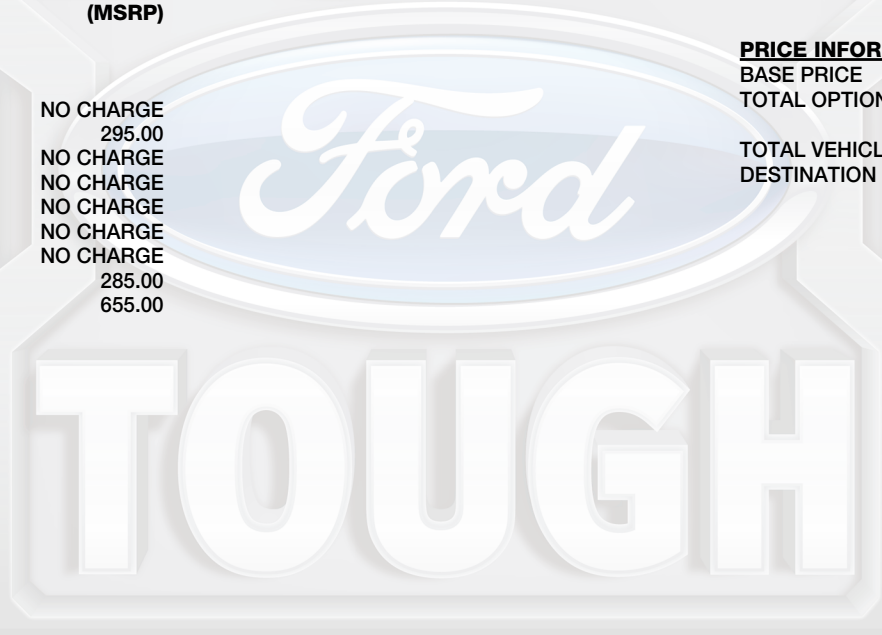 (MSRP)
NO CHARGE
295.00
NO CHARGE
NO CHARGE
NO CHARGE
NO CHARGE
NO CHARGE
285.00
655.00
PRICE INFOR
BASE PRICE
TOTAL OPTION
TOTAL VEHICL
DESTINATION
Ford
TOUGH